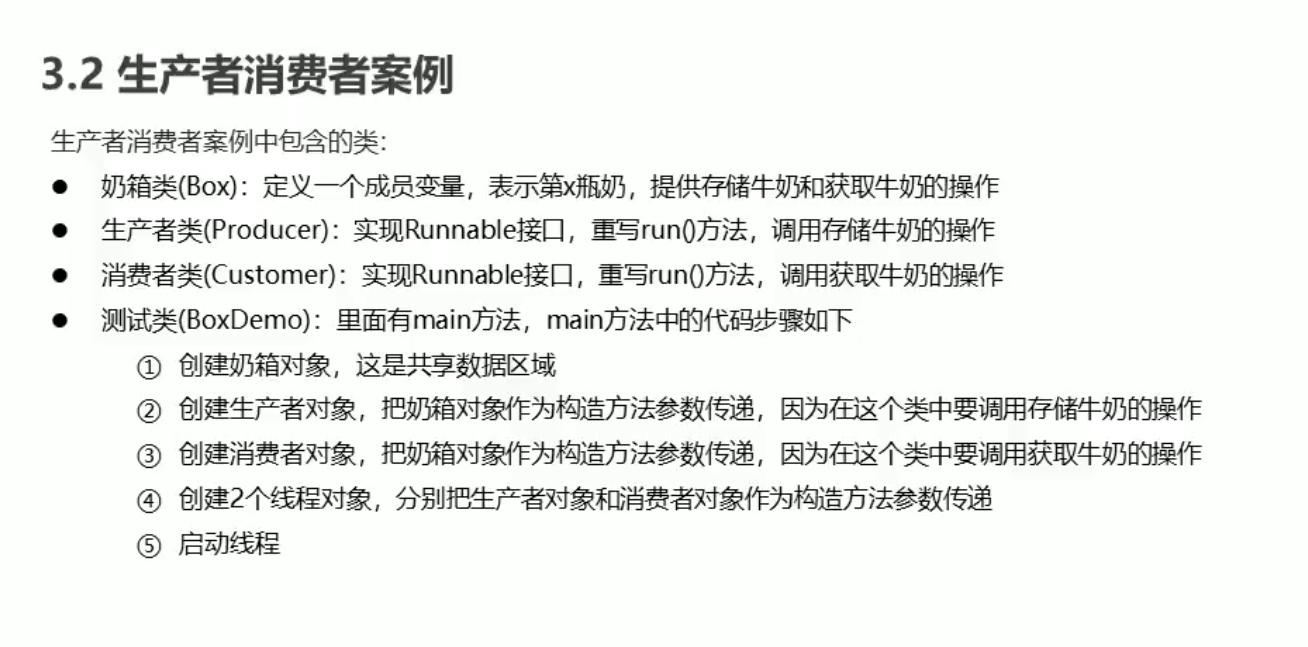 3.2 生产者消费者案例
生产者消费者案例中包含的类：
● 奶箱类(Box)：定义一个成员变量，表示第x瓶奶，提供存储牛奶和获取牛奶的操作
● 生产者类(Producer)：实现Runnable接口，重写run()方法，调用存储牛奶的操作
● 消费者类(Customer)：实现Runnable接口，重写run()方法，调用获取牛奶的操作
● 测试类(BoxDemo)：里面有main方法，main方法中的代码步骤如下
① 创建奶箱对象，这是共享数据区域
② 创建生产者对象，把奶箱对象作为构造方法参数传递，因为在这个类中要调用存储牛奶的操作
③ 创建消费者对象，把奶箱对象作为构造方法参数传递，因为在这个类中要调用获取牛奶的操作
④ 创建2个线程对象，分别把生产者对象和消费者对象作为构造方法参数传递
⑤ 启动线程